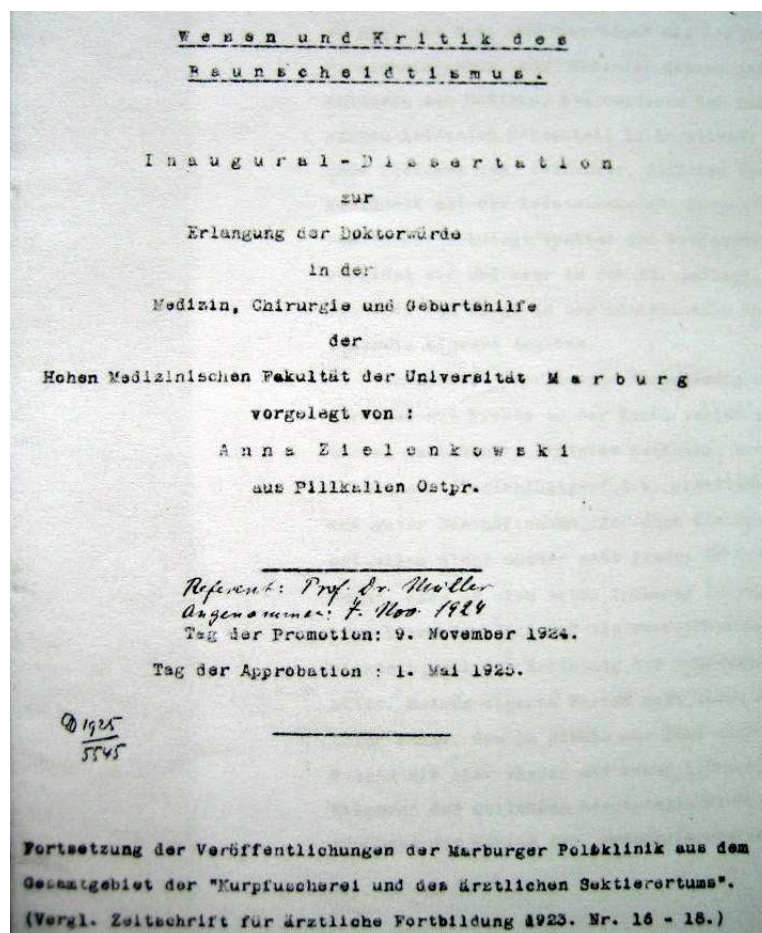 Wesen und Kritik des
Baunscheidtismus.
Inaugural-Dissertation
zur
Erlangung der Doktorwürde
in der
Medizin, Chirurgie und Geburtshilfe
der
Hohen Medizinischen Fakultät der Universität Marburg
vorgelegt von :
Anna Zielenkowski
aus Pillkallen Ostpr.
Referent: Prof. Dr. Müller
Angenommen: 7. Nov. 1924
Tag der Promotion: 9. November 1924.
Tag der Approbation : 1. Mai 1925.
D 1925
5545
Fortsetzung der Veröffentlichungen der Marburger Poliklinik aus dem
Gesamtgebiet der "Kurpfuscherei und des ärztlichen Sektierertums".
(Vergl. Zeitschrift für ärztliche Fortbildung 1923. Nr. 16 - 18.)